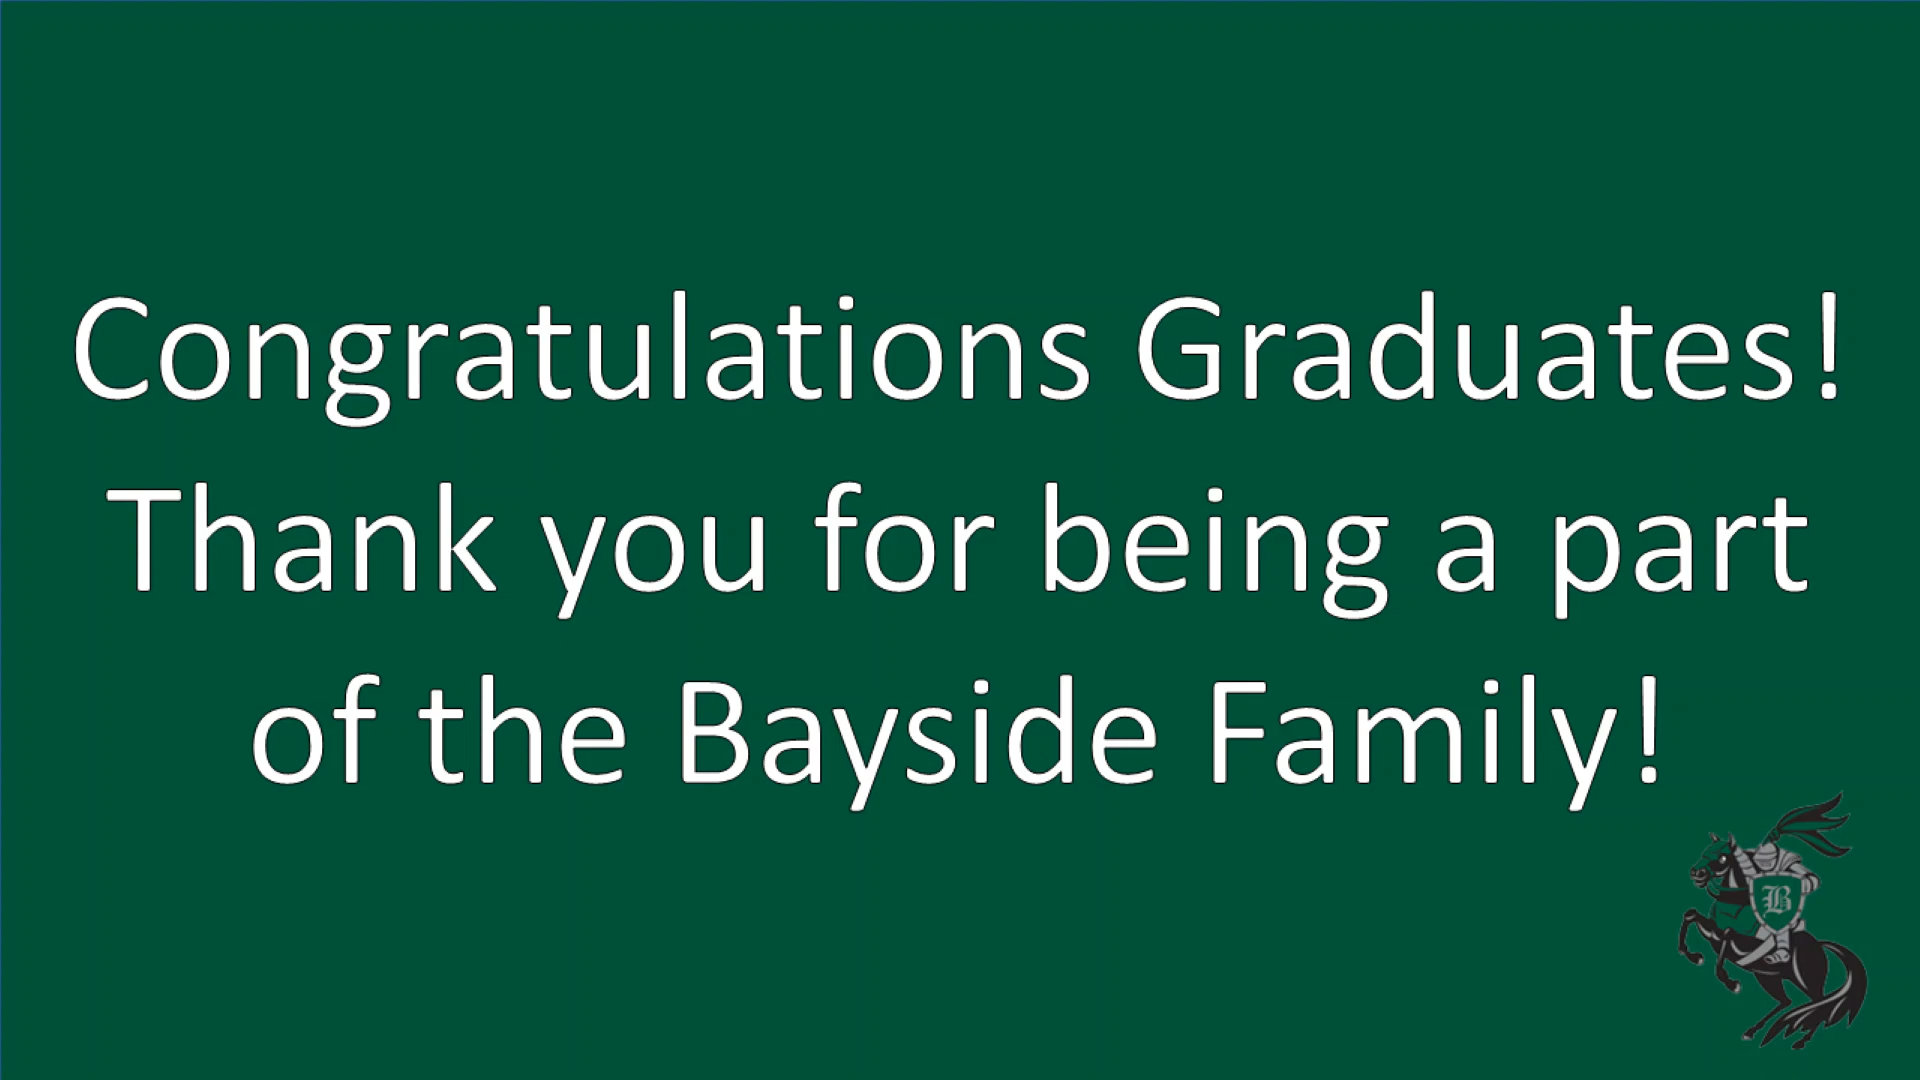 Congratulations Graduates!
Thank you for being a part
of the Bayside Family!
B